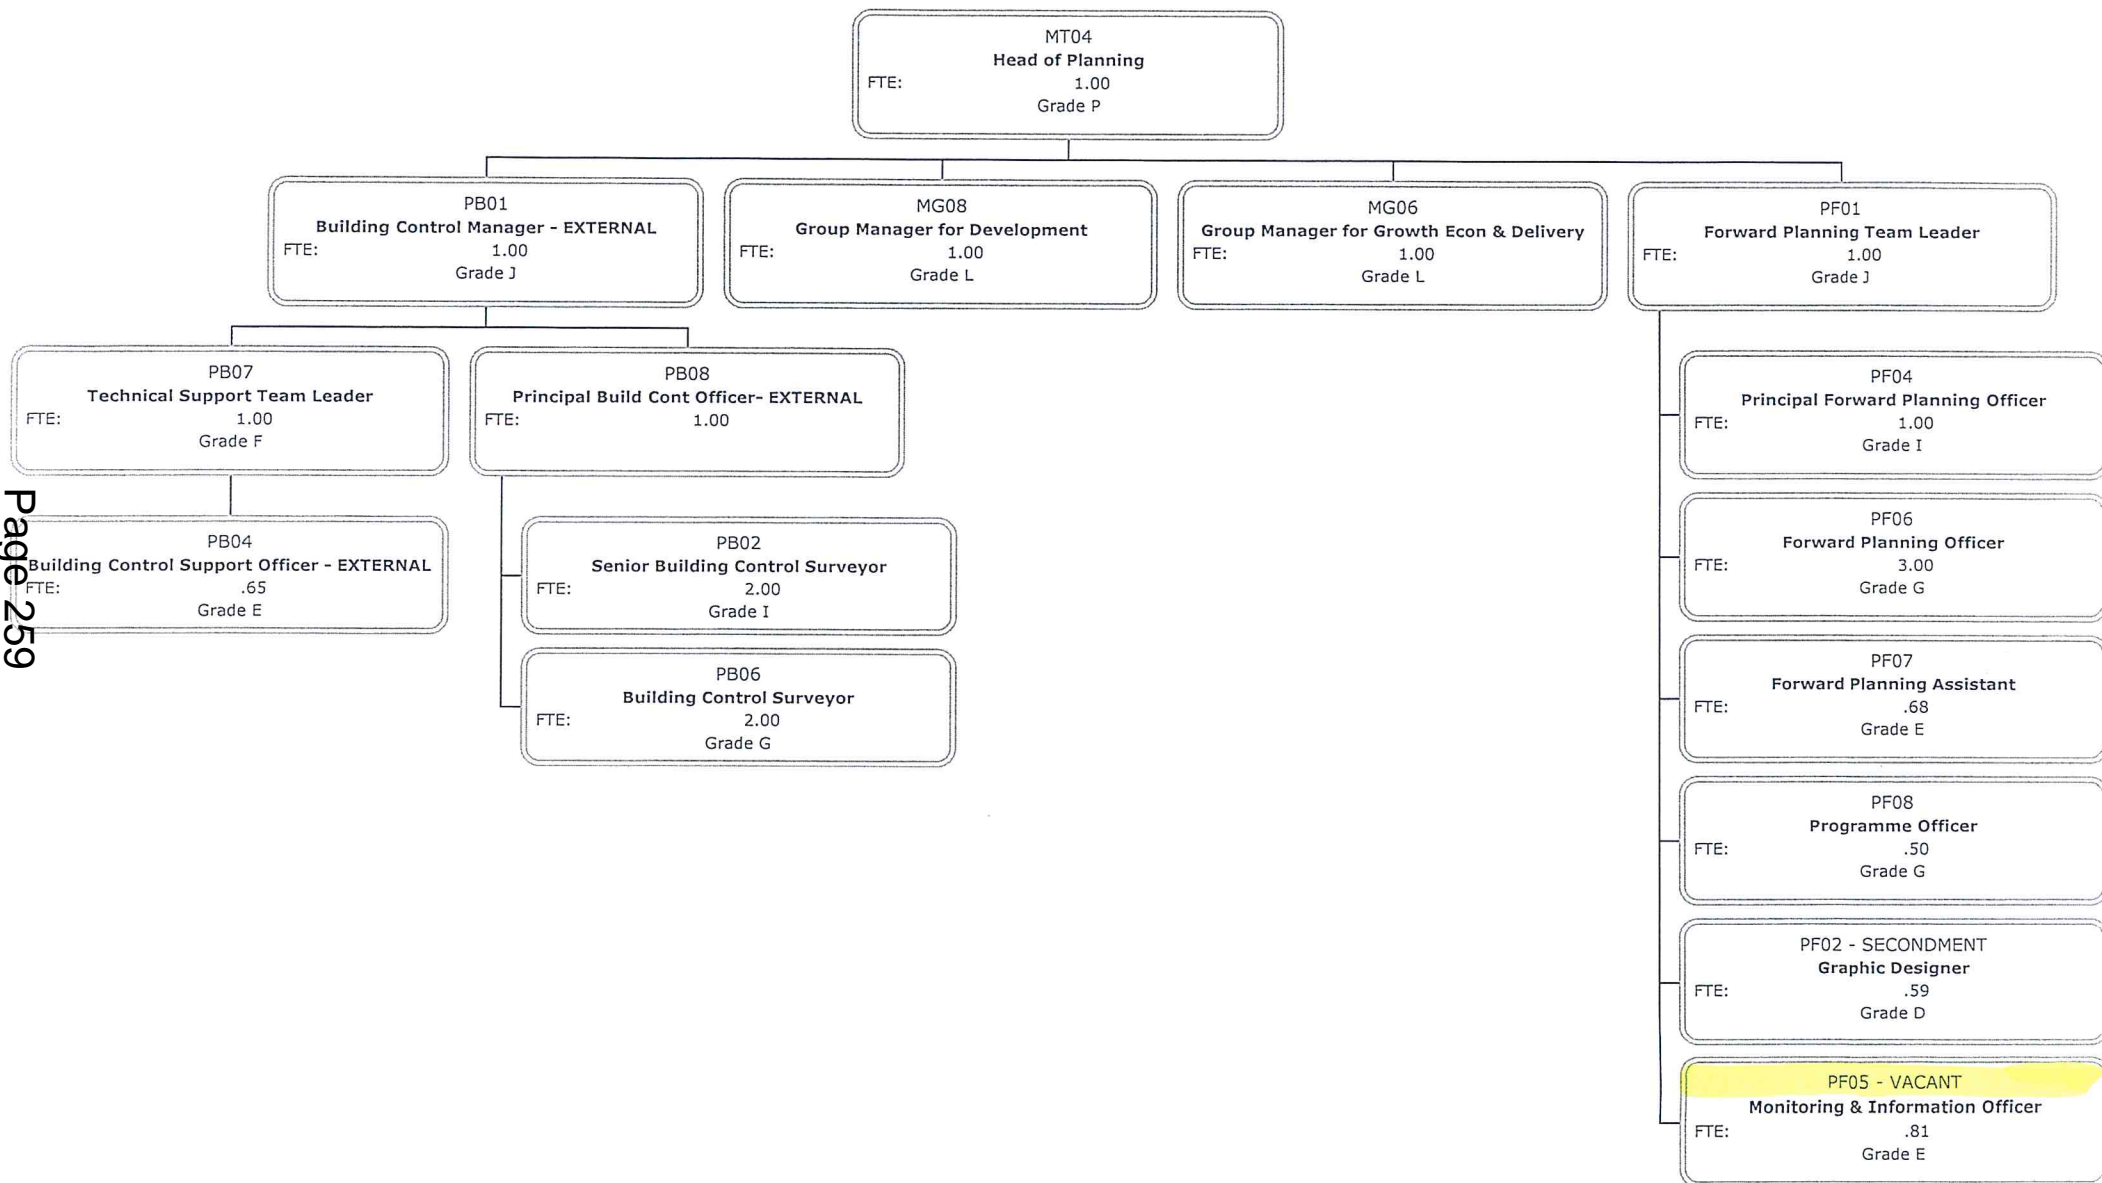 MT04
Head of Planning
FTE: 1.00
Grade P
PB01
Building Control Manager - EXTERNAL
FTE: 1.00
Grade J
MG08
Group Manager for Development
FTE: 1.00
Grade L
MG06
Group Manager for Growth Econ & Delivery
FTE: 1.00
Grade L
PF01
Forward Planning Team Leader
FTE: 1.00
Grade J
PB07
Technical Support Team Leader
FTE: 1.00
Grade F
PB08
Principal Build Cont Officer- EXTERNAL
FTE: 1.00
PB04
Building Control Support Officer - EXTERNAL
FTE: .65
Grade E
PB02
Senior Building Control Surveyor
FTE: 2.00
Grade I
PB06
Building Control Surveyor
FTE: 2.00
Grade G
PF04
Principal Forward Planning Officer
FTE: 1.00
Grade I
PF06
Forward Planning Officer
FTE: 3.00
Grade G
PF07
Forward Planning Assistant
FTE: .68
Grade E
PF08
Programme Officer
FTE: .50
Grade G
PF02 - SECONDMENT
Graphic Designer
FTE: .59
Grade D
PF05 - VACANT
Monitoring & Information Officer
FTE: .81
Grade E
Page 259